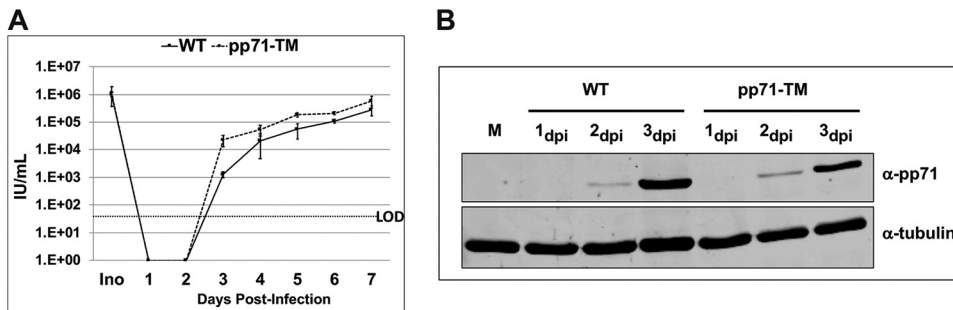 A
WT pp71-TM
1.E+07
1.E+06
1.E+05
1.E+04
1.E+03
1.E+02
1.E+01
1.E+00
IU/mL
LOD
Ino 1 2 3 4 5 6 7
Days Post-Infection
B
WT pp71-TM
M 1dpi 2dpi 3dpi 1dpi 2dpi 3dpi
α-pp71
α-tubulin